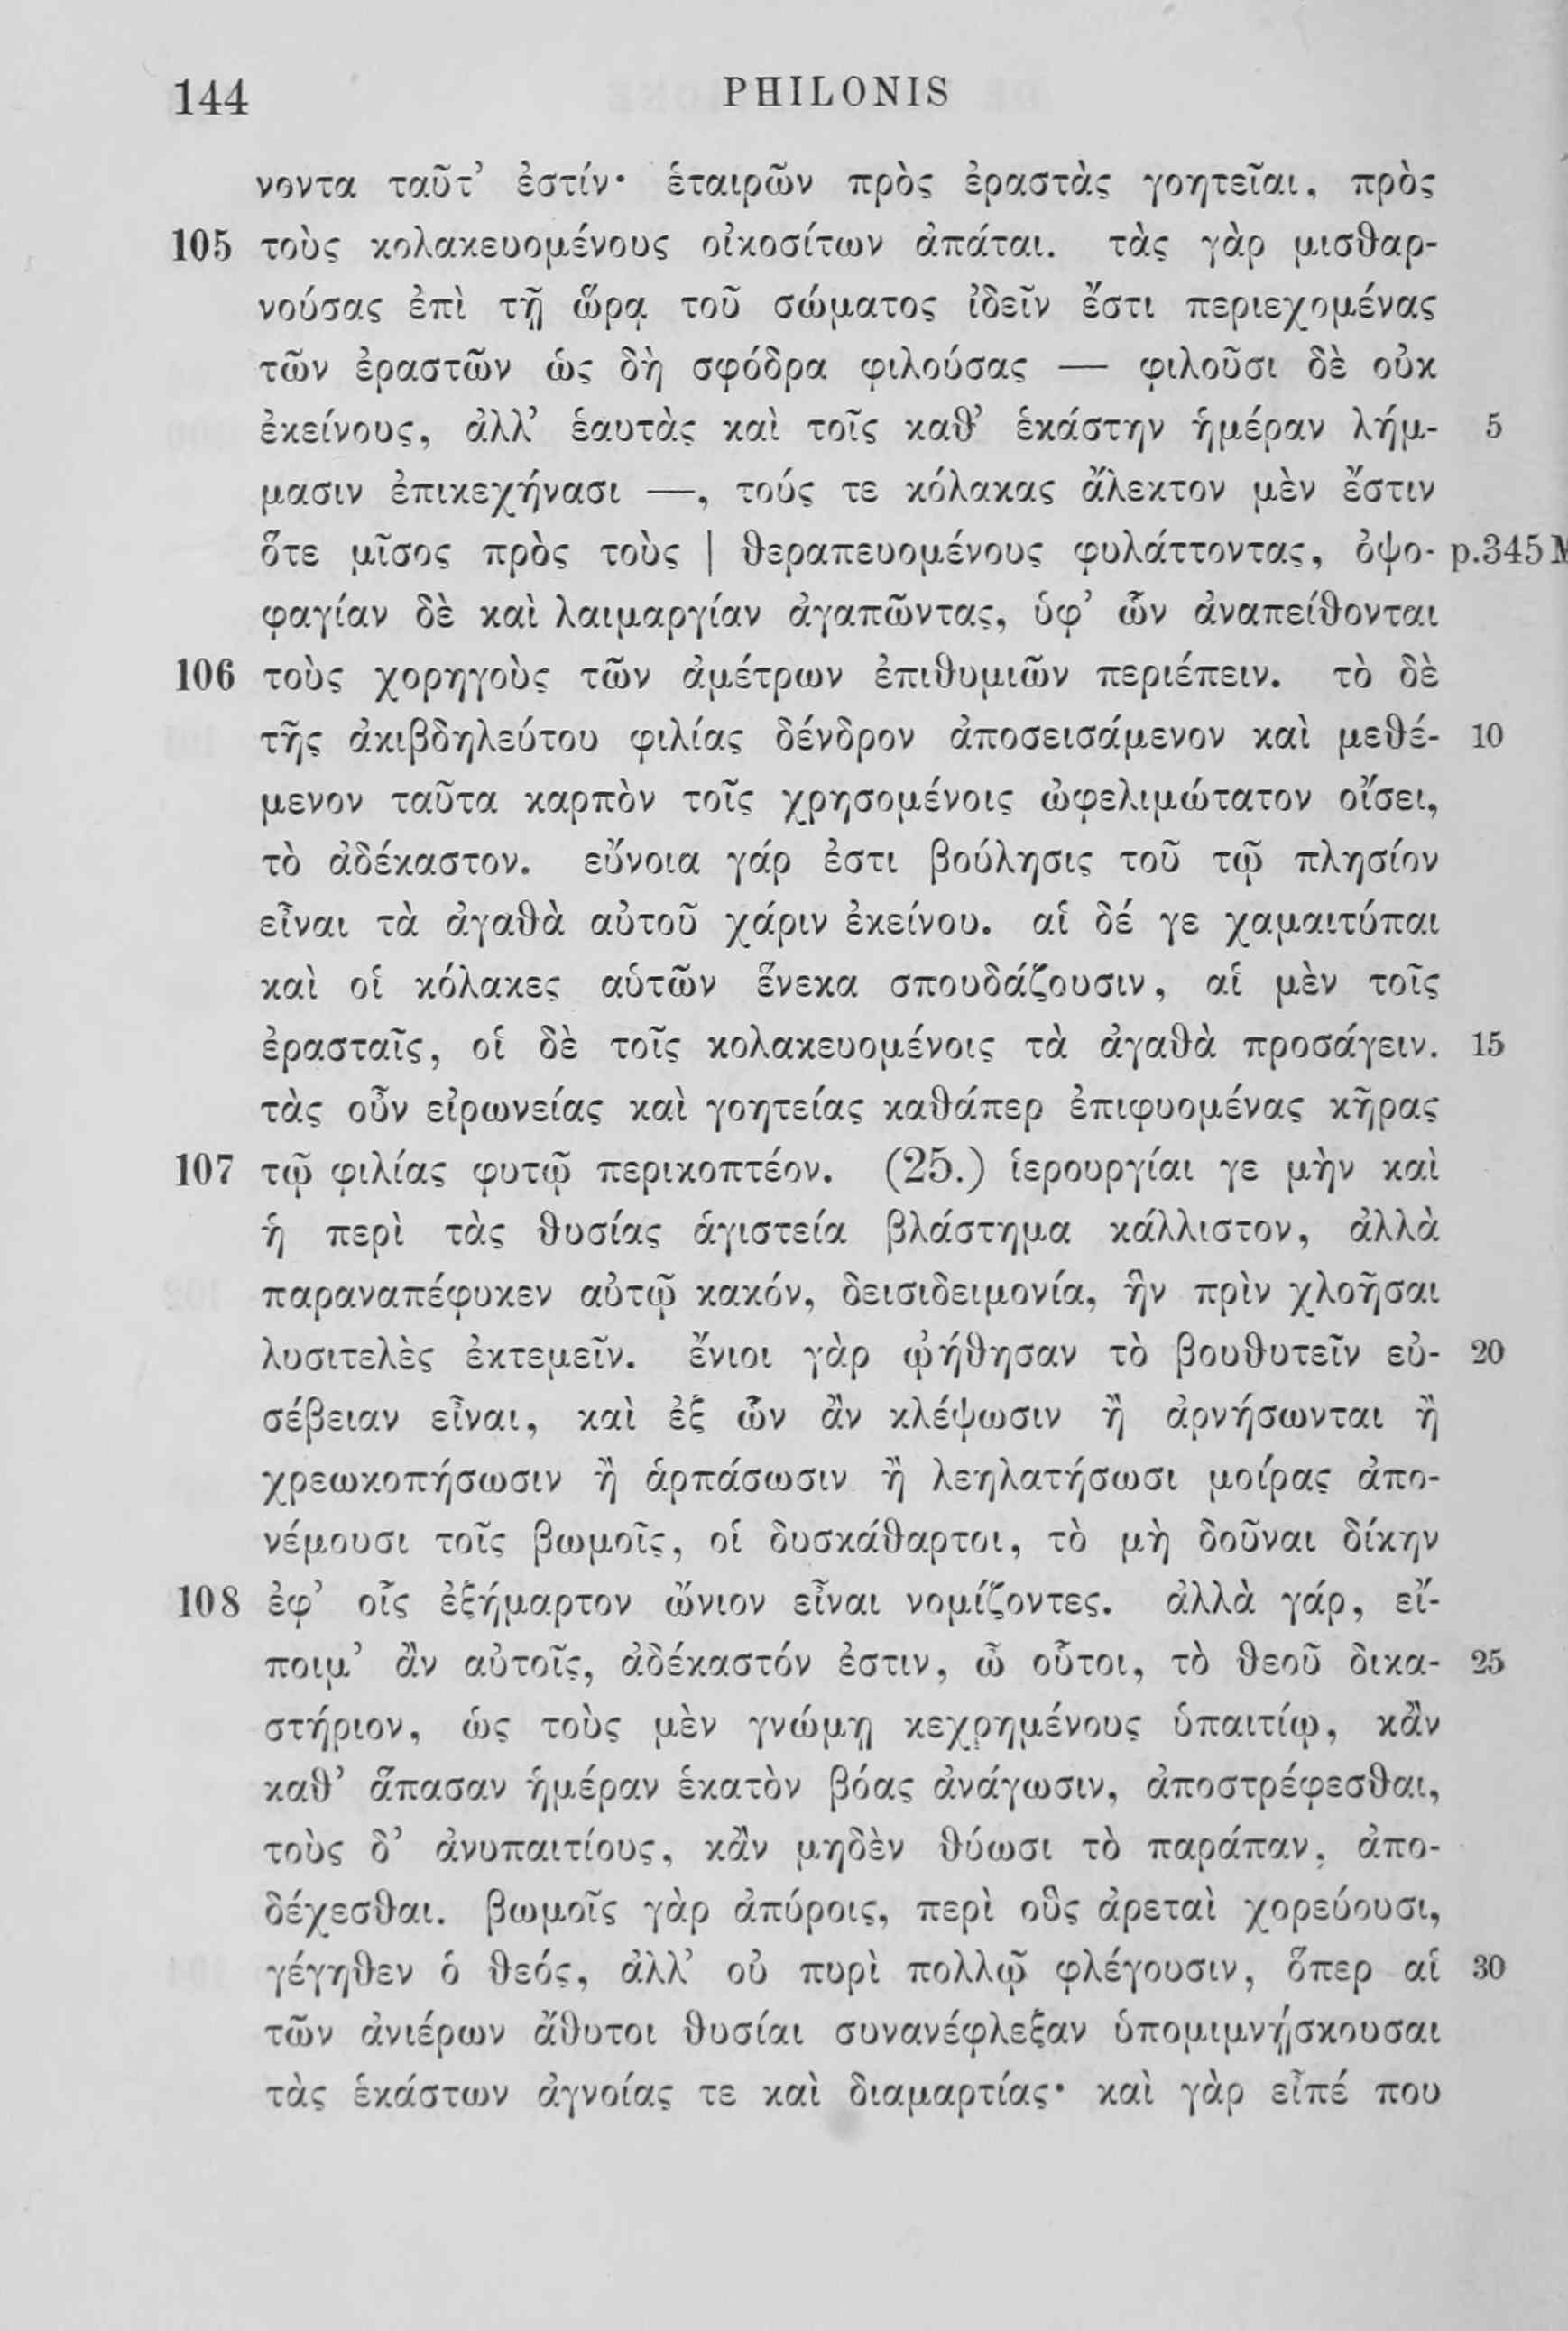 144 PHILONIS
νοντα ταῦτ’ ἐστίν· ἑταιρῶν πρὸς ἐραστὰς γοητεῖαι, πρὸς
105 τοὺς κολακευομένους οἰκοσίτων ἀπάται. τὰς γὰρ μισθαρ-
νούσας ἐπὶ τῇ ὥρᾳ τοῦ σώματος ἰδεῖν ἔστι περιεχομένας
τῶν ἐραστῶν ὡς δὴ σφόδρα φιλούσας — φιλοῦσι δὲ οὐκ
ἐκείνους, ἀλλ’ ἑαυτὰς καὶ τοῖς καθ’ ἑκάστην ἡμέραν λήμ- 5
μασιν ἐπικεχήνασι —, τούς τε κόλακας ἄλεκτον μὲν ἔστιν
ὅτε μῖσος πρὸς τοὺς | θεραπευομένους φυλάττοντας, ὀψο- p.345 M
φαγίαν δὲ καὶ λαιμαργίαν ἀγαπῶντας, ὑφ’ ὧν ἀναπείθονται
106 τοὺς χορηγοὺς τῶν ἀμέτρων ἐπιθυμιῶν περιέπειν. τὸ δὲ
τῆς ἀκιβδηλεύτου φιλίας δένδρον ἀποσεισάμενον καὶ μεθέ- 10
μενον ταῦτα καρπὸν τοῖς χρησομένοις ὠφελιμώτατον οἴσει,
τὸ ἀδέκαστον. εὔνοια γάρ ἐστι βούλησις τοῦ τῷ πλησίον
εἶναι τὰ ἀγαθὰ αὐτοῦ χάριν ἐκείνου. αἱ δέ γε χαμαιτύπαι
καὶ οἱ κόλακες αὑτῶν ἕνεκα σπουδάζουσιν, αἱ μὲν τοῖς
ἐρασταῖς, οἱ δὲ τοῖς κολακευομένοις τὰ ἀγαθὰ προσάγειν. 15
τὰς οὖν εἰρωνείας καὶ γοητείας καθάπερ ἐπιφυομένας κῆρας
107 τῷ φιλίας φυτῷ περικοπτέον. (25.) ἱερουργίαι γε μὴν καὶ
ἡ περὶ τὰς θυσίας ἁγιστεία βλάστημα κάλλιστον, ἀλλὰ
παραναπέφυκεν αὐτῷ κακόν, δεισιδειμονία, ἣν πρὶν χλοῆσαι
λυσιτελὲς ἐκτεμεῖν. ἔνιοι γὰρ ᾠήθησαν τὸ βουθυτεῖν εὐ- 20
σέβειαν εἶναι, καὶ ἐξ ὧν ἂν κλέψωσιν ἢ ἀρνήσωνται ἢ
χρεωκοπήσωσιν ἢ ἁρπάσωσιν ἢ λεηλατήσωσι μοίρας ἀπο-
νέμουσι τοῖς βωμοῖς, οἱ δυσκάθαρτοι, τὸ μὴ δοῦναι δίκην
108 ἐφ’ οἷς ἐξήμαρτον ὤνιον εἶναι νομίζοντες. ἀλλὰ γάρ, εἴ-
ποιμ’ ἂν αὐτοῖς, ἀδέκαστόν ἐστιν, ὦ οὗτοι, τὸ θεοῦ δικα- 25
στήριον, ὡς τοὺς μὲν γνώμῃ κεχρημένους ὑπαιτίῳ, κἂν
καθ’ ἅπασαν ἡμέραν ἑκατὸν βόας ἀνάγωσιν, ἀποστρέφεσθαι,
τοὺς δ’ ἀνυπαιτίους, κἂν μηδὲν θύωσι τὸ παράπαν, ἀπο-
δέχεσθαι. βωμοῖς γὰρ ἀπύροις, περὶ οὓς ἀρεταὶ χορεύουσι,
γέγηθεν ὁ θεός, ἀλλ’ οὐ πυρὶ πολλῷ φλέγουσιν, ὅπερ αἱ 30
τῶν ἀνιέρων ἄθυτοι θυσίαι συνανέφλεξαν ὑπομιμνῄσκουσαι
τὰς ἑκάστων ἀγνοίας τε καὶ διαμαρτίας· καὶ γὰρ εἶπέ που